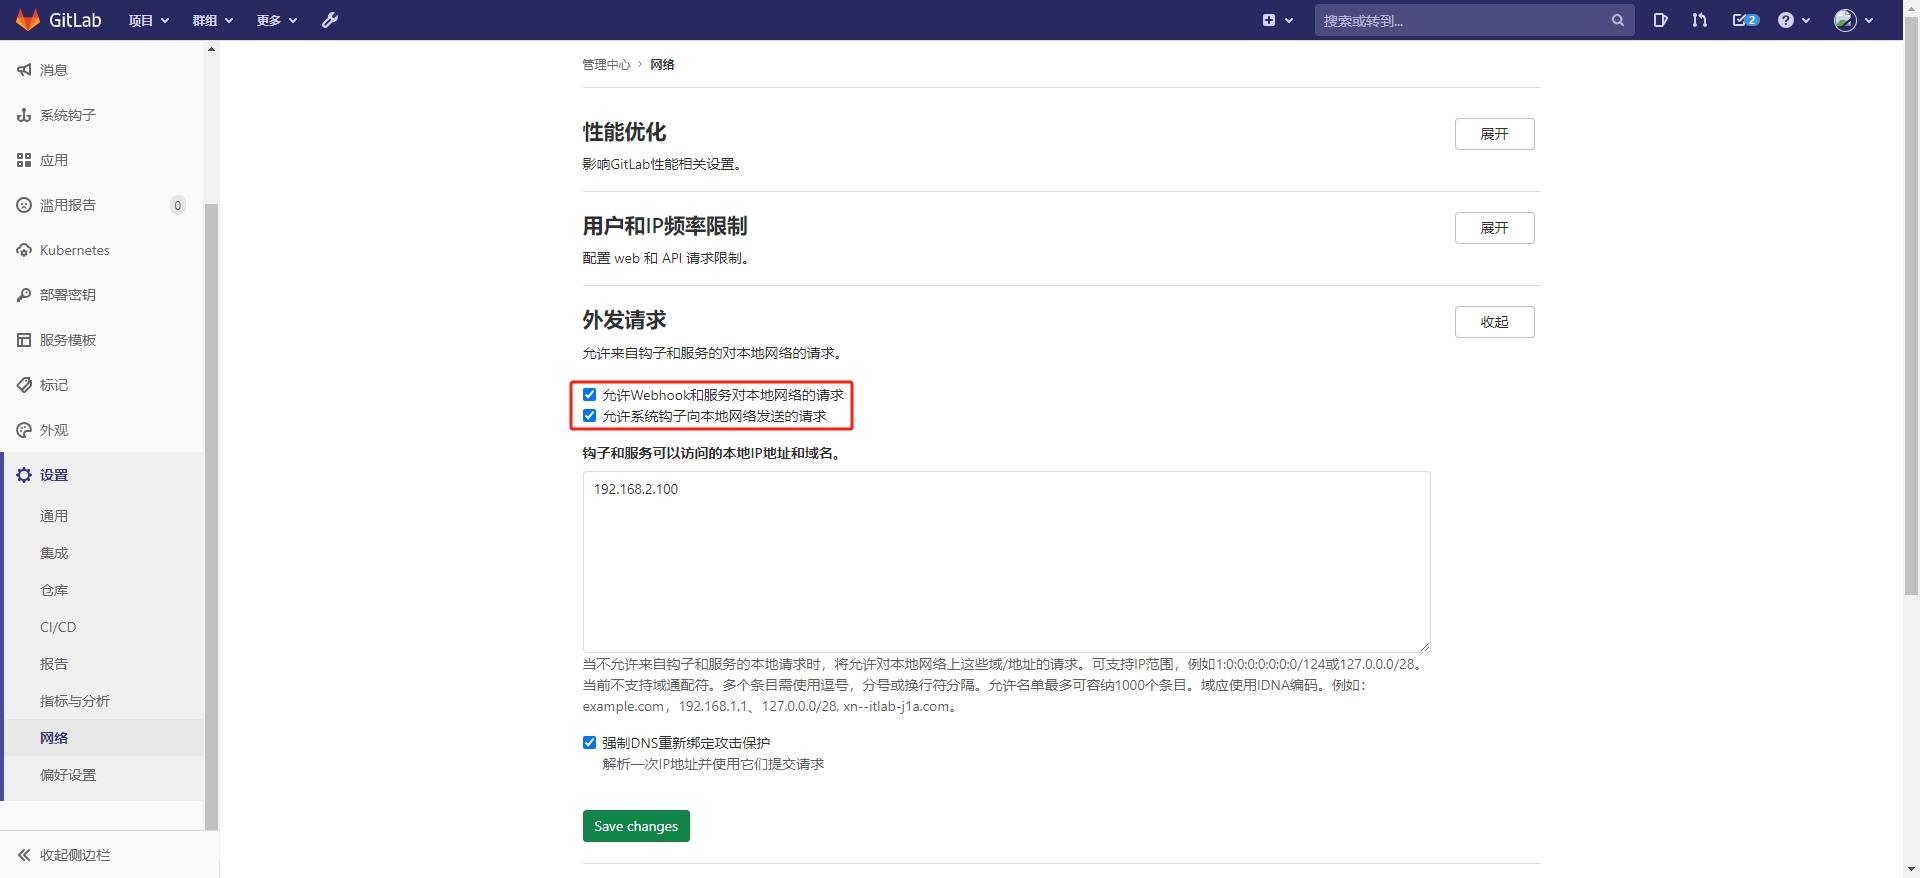 GitLab 项目 群组 更多 搜索或转到... 2
消息
系统钩子
应用
滥用报告 0
Kubernetes
部署密钥
服务模板
标记
外观
设置
通用
集成
仓库
CI/CD
报告
指标与分析
网络
偏好设置
收起侧边栏
管理中心 › 网络
性能优化
展开
影响GitLab性能相关设置。
用户和IP频率限制
展开
配置 web 和 API 请求限制。
外发请求
收起
允许来自钩子和服务的对本地网络的请求。
允许Webhook和服务对本地网络的请求
允许系统钩子向本地网络发送的请求
钩子和服务可以访问的本地IP地址和域名。
192.168.2.100
当不允许来自钩子和服务的本地请求时，将允许对本地网络上这些域/地址的请求。可支持IP范围，例如1:0:0:0:0:0:0:0/124或127.0.0.0/28。
当前不支持域通配符。多个条目需使用逗号，分号或换行符分隔。允许名单最多可容纳1000个条目。域应使用IDNA编码。例如：
example.com，192.168.1.1、127.0.0.0/28, xn--itlab-j1a.com。
强制DNS重新绑定攻击保护
解析一次IP地址并使用它们提交请求
Save changes